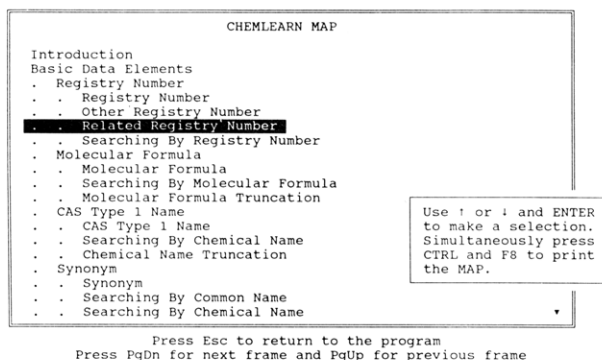 CHEMLEARN MAP
Introduction
Basic Data Elements
. Registry Number
. . Registry Number
. . Other Registry Number
. . Related Registry Number
. . Searching By Registry Number
. Molecular Formula
. . Molecular Formula
. . Searching By Molecular Formula
. . Molecular Formula Truncation
. CAS Type 1 Name
. . CAS Type 1 Name
. . Searching By Chemical Name
. . Chemical Name Truncation
. Synonym
. . Synonym
. . Searching By Common Name
. . Searching By Chemical Name
Use ↑ or ↓ and ENTER
to make a selection.
Simultaneously press
CTRL and F8 to print
the MAP.
Press Esc to return to the program
Press PgDn for next frame and PgUp for previous frame